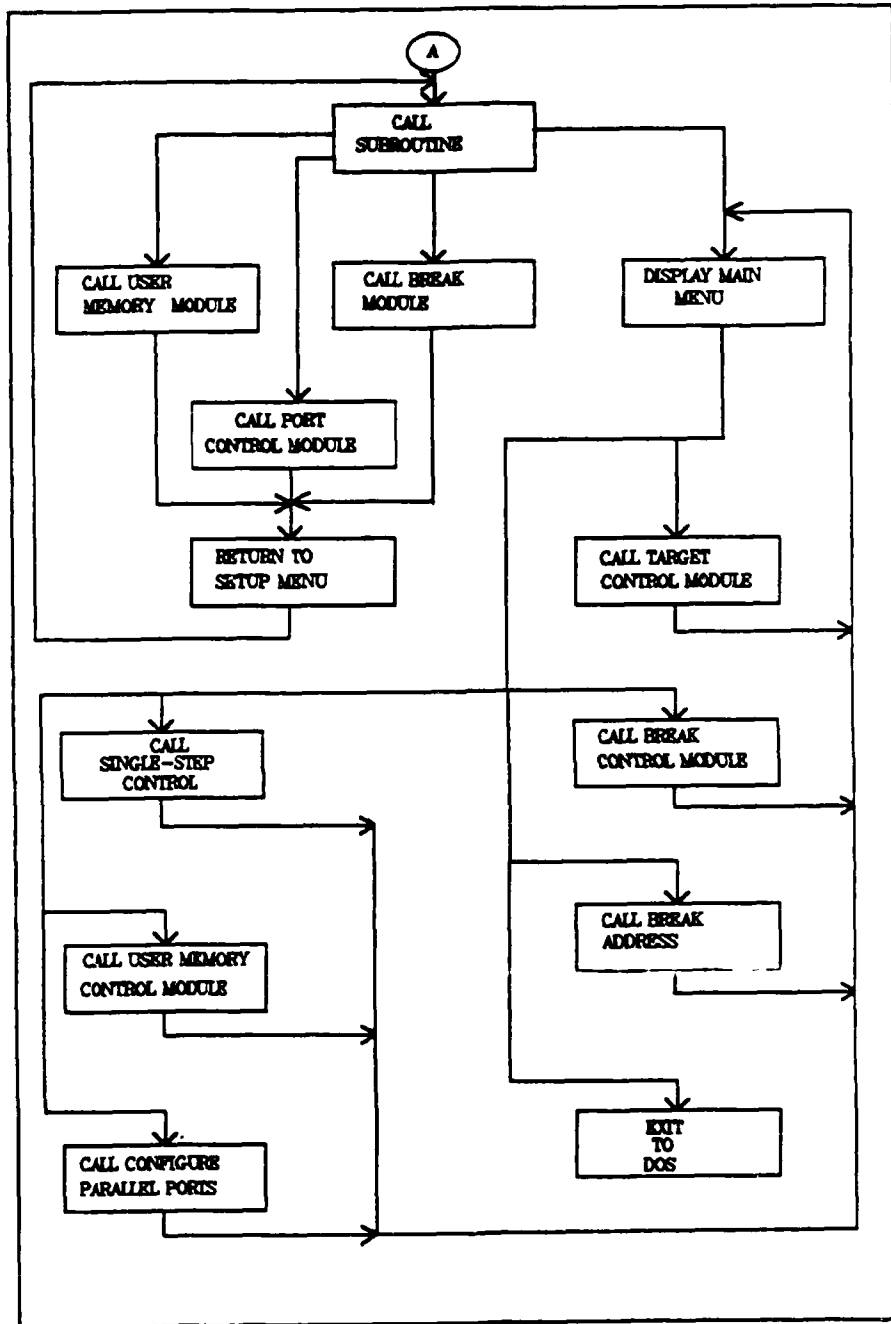 A
CALL
SUBROUTINE
CALL USER
MEMORY MODULE
CALL BREAK
MODULE
DISPLAY MAIN
MENU
CALL PORT
CONTROL MODULE
RETURN TO
SETUP MENU
CALL TARGET
CONTROL MODULE
CALL
SINGLE-STEP
CONTROL
CALL BREAK
CONTROL MODULE
CALL USER MEMORY
CONTROL MODULE
CALL BREAK
ADDRESS
CALL CONFIGURE
PARALLEL PORTS
EXIT
TO
DOS